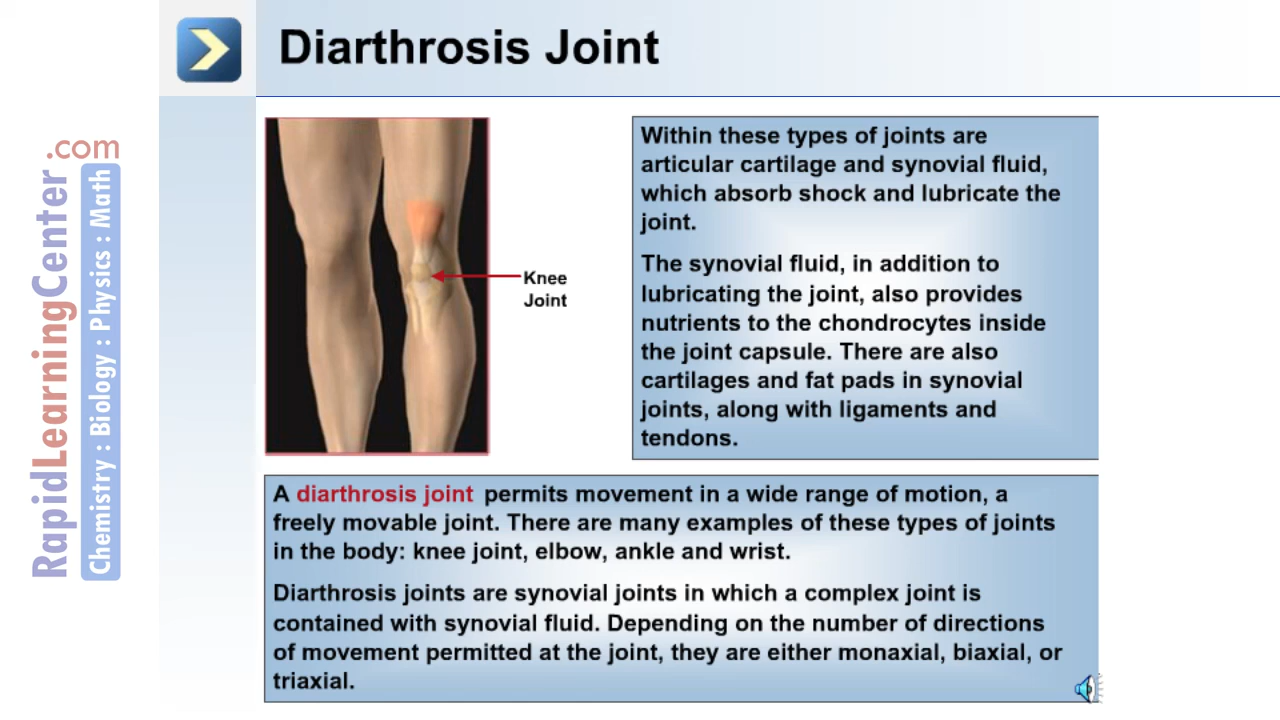 Diarthrosis Joint
RapidLearningCenter.com
Chemistry : Biology : Physics : Math
Knee
Joint
Within these types of joints are
articular cartilage and synovial fluid,
which absorb shock and lubricate the
joint.
The synovial fluid, in addition to
lubricating the joint, also provides
nutrients to the chondrocytes inside
the joint capsule. There are also
cartilages and fat pads in synovial
joints, along with ligaments and
tendons.
A diarthrosis joint permits movement in a wide range of motion, a
freely movable joint. There are many examples of these types of joints
in the body: knee joint, elbow, ankle and wrist.
Diarthrosis joints are synovial joints in which a complex joint is
contained with synovial fluid. Depending on the number of directions
of movement permitted at the joint, they are either monaxial, biaxial, or
triaxial.